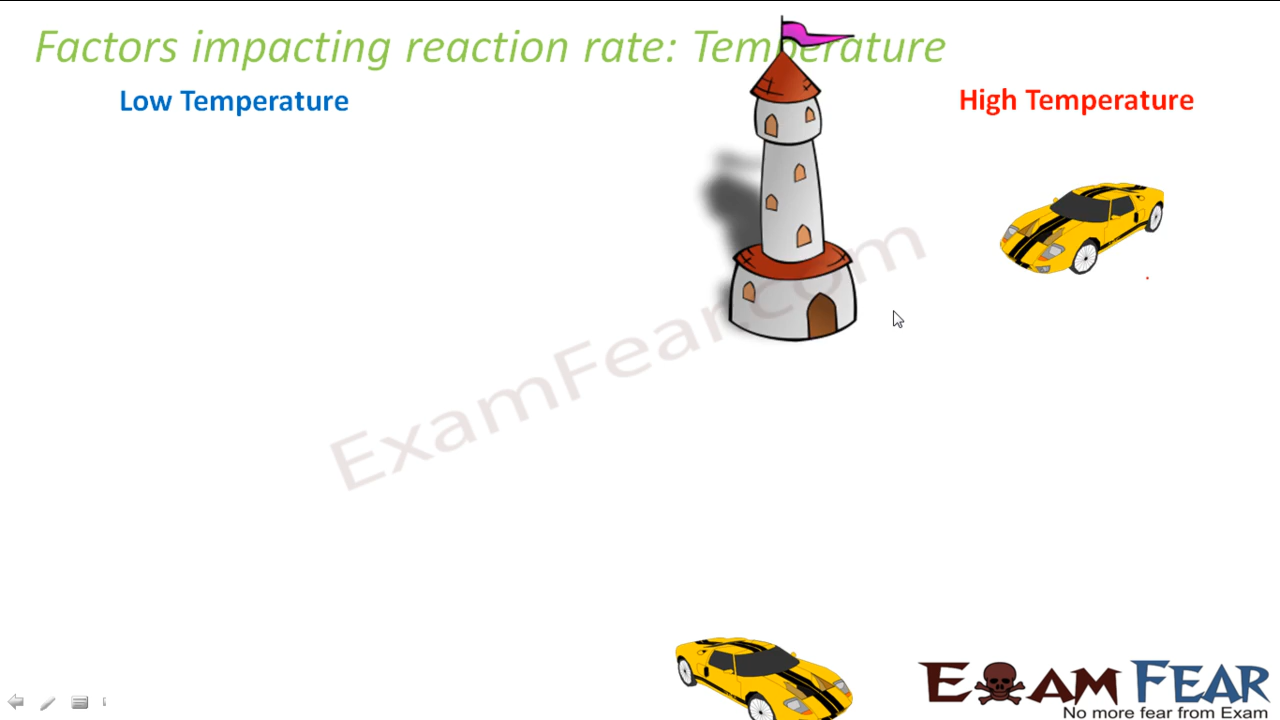 Factors impacting reaction rate: Temperature
Low Temperature
High Temperature
ExamFear.com
EXAM FEAR
No more fear from Exam